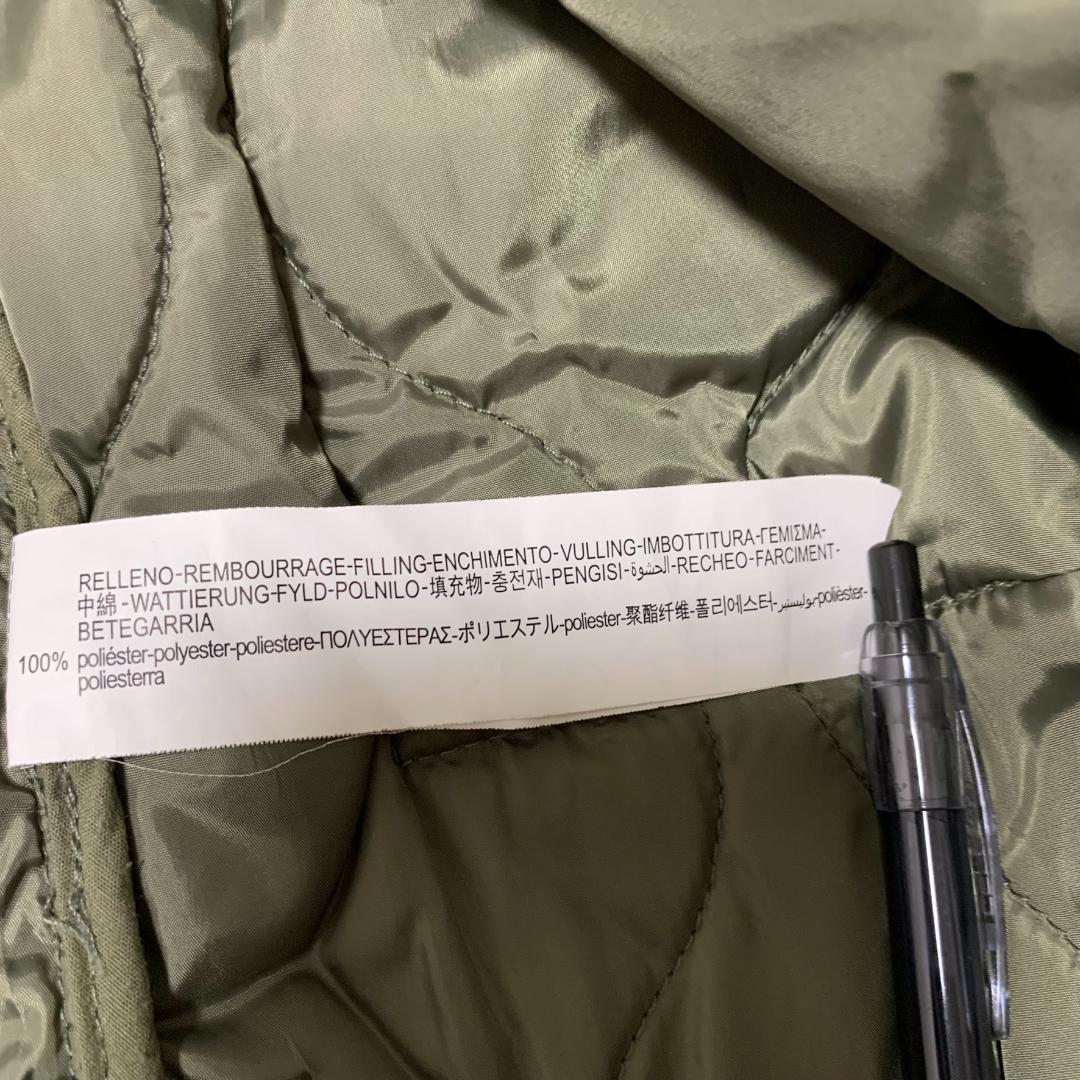 RELLENO-REMBOURRAGE-FILLING-ENCHIMENTO-VULLING-IMBOTTITURA-ΓΕΜΙΣΜΑ-
中綿-WATTIERUNG-FYLD-POLNILO-填充物-충전재-PENGISI-الحشوة-RECHEO-FARCIMENT-
BETEGARRIA
100% poliéster-polyester-poliestere-ΠΟΛΥΕΣΤΕΡΑΣ-ポリエステル-poliester-聚酯纤维-폴리에스터-بوليستير-polièster-
poliesterra